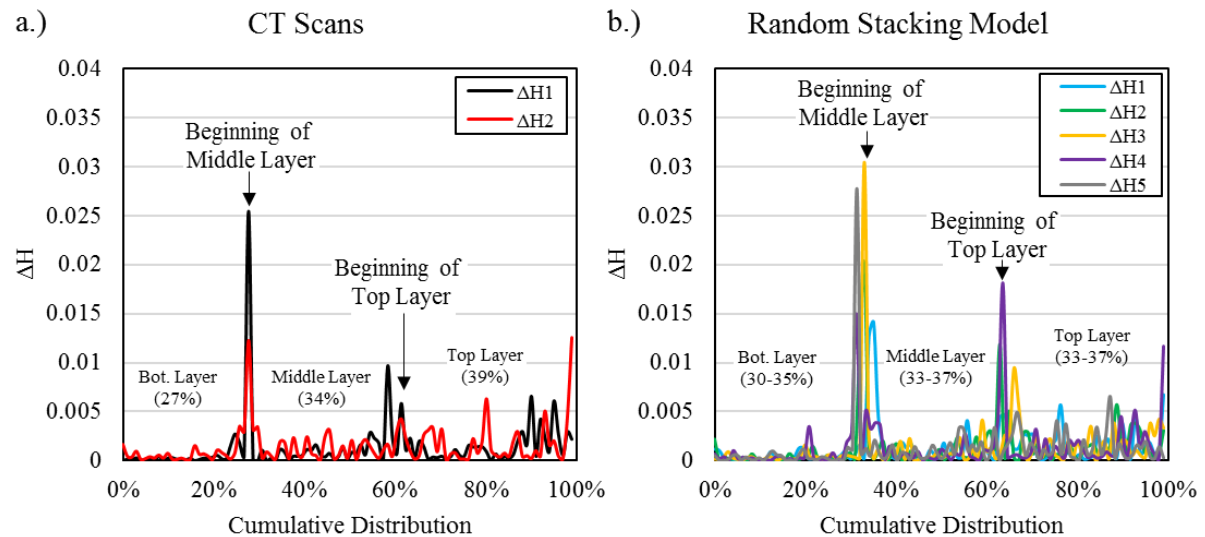 a.)
CT Scans
0.04
0.035
0.03
0.025
0.02
0.015
0.01
0.005
0
ΔH
ΔH1
ΔH2
Beginning of
Middle Layer
Beginning of
Top Layer
Bot. Layer
(27%)
Middle Layer
(34%)
Top Layer
(39%)
0% 20% 40% 60% 80% 100%
Cumulative Distribution
b.)
Random Stacking Model
0.04
0.035
0.03
0.025
0.02
0.015
0.01
0.005
0
ΔH
ΔH1
ΔH2
ΔH3
ΔH4
ΔH5
Beginning of
Middle Layer
Beginning of
Top Layer
Bot. Layer
(30-35%)
Middle Layer
(33-37%)
Top Layer
(33-37%)
0% 20% 40% 60% 80% 100%
Cumulative Distribution